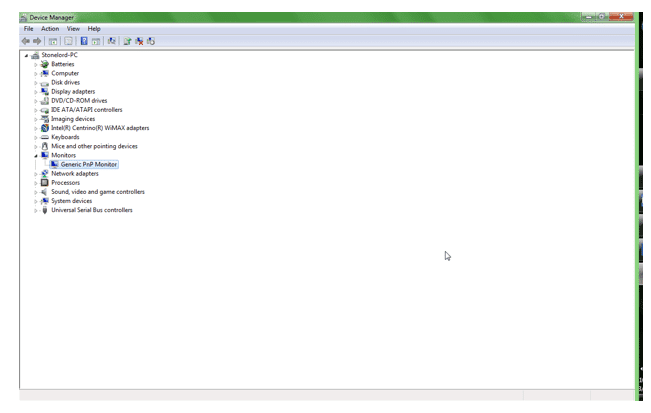 Device Manager
File Action View Help
Stonelord-PC
Batteries
Computer
Disk drives
Display adapters
DVD/CD-ROM drives
IDE ATA/ATAPI controllers
Imaging devices
Intel(R) Centrino(R) WiMAX adapters
Keyboards
Mice and other pointing devices
Monitors
Generic PnP Monitor
Network adapters
Processors
Sound, video and game controllers
System devices
Universal Serial Bus controllers